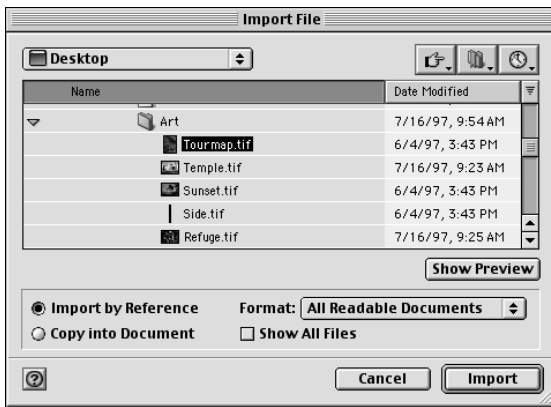 Import File
Desktop
Name Date Modified
Art 7/16/97, 9:54AM
Tourmap.tif 6/4/97, 3:43 PM
Temple.tif 7/16/97, 9:23 AM
Sunset.tif 6/4/97, 3:43 PM
Side.tif 6/4/97, 3:43 PM
Refuge.tif 7/16/97, 9:25 AM
Show Preview
Import by Reference Format: All Readable Documents
Copy into Document Show All Files
? Cancel Import